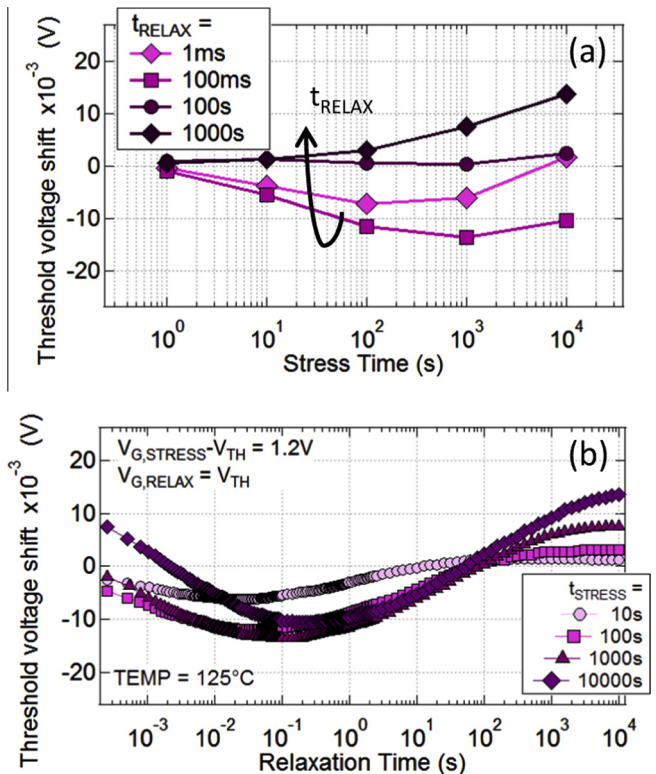 t_RELAX =
1ms
100ms
100s
1000s
(a)
t_RELAX
20
10
0
-10
-20
Threshold voltage shift x10^-3 (V)
10^0 10^1 10^2 10^3 10^4
Stress Time (s)
V_G,STRESS-V_TH = 1.2V
V_G,RELAX = V_TH
(b)
20
10
0
-10
-20
Threshold voltage shift x10^-3 (V)
t_STRESS =
10s
100s
1000s
10000s
TEMP = 125°C
10^-3 10^-2 10^-1 10^0 10^1 10^2 10^3 10^4
Relaxation Time (s)